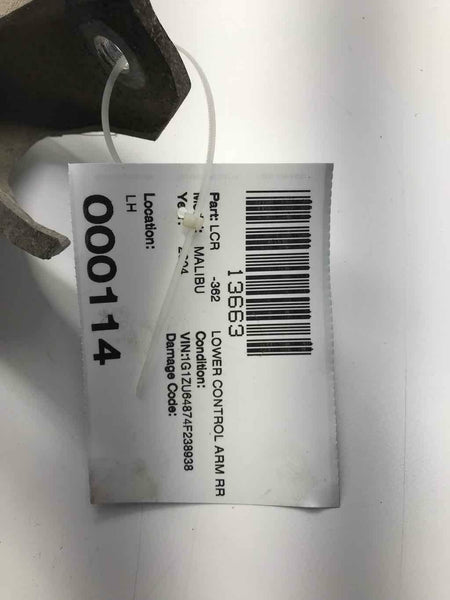 13663
Part: LCR -362 LOWER CONTROL ARM RR
MALIBU Condition:
VIN:1G1ZU64874F238938
Damage Code:
Location:
LH
000114